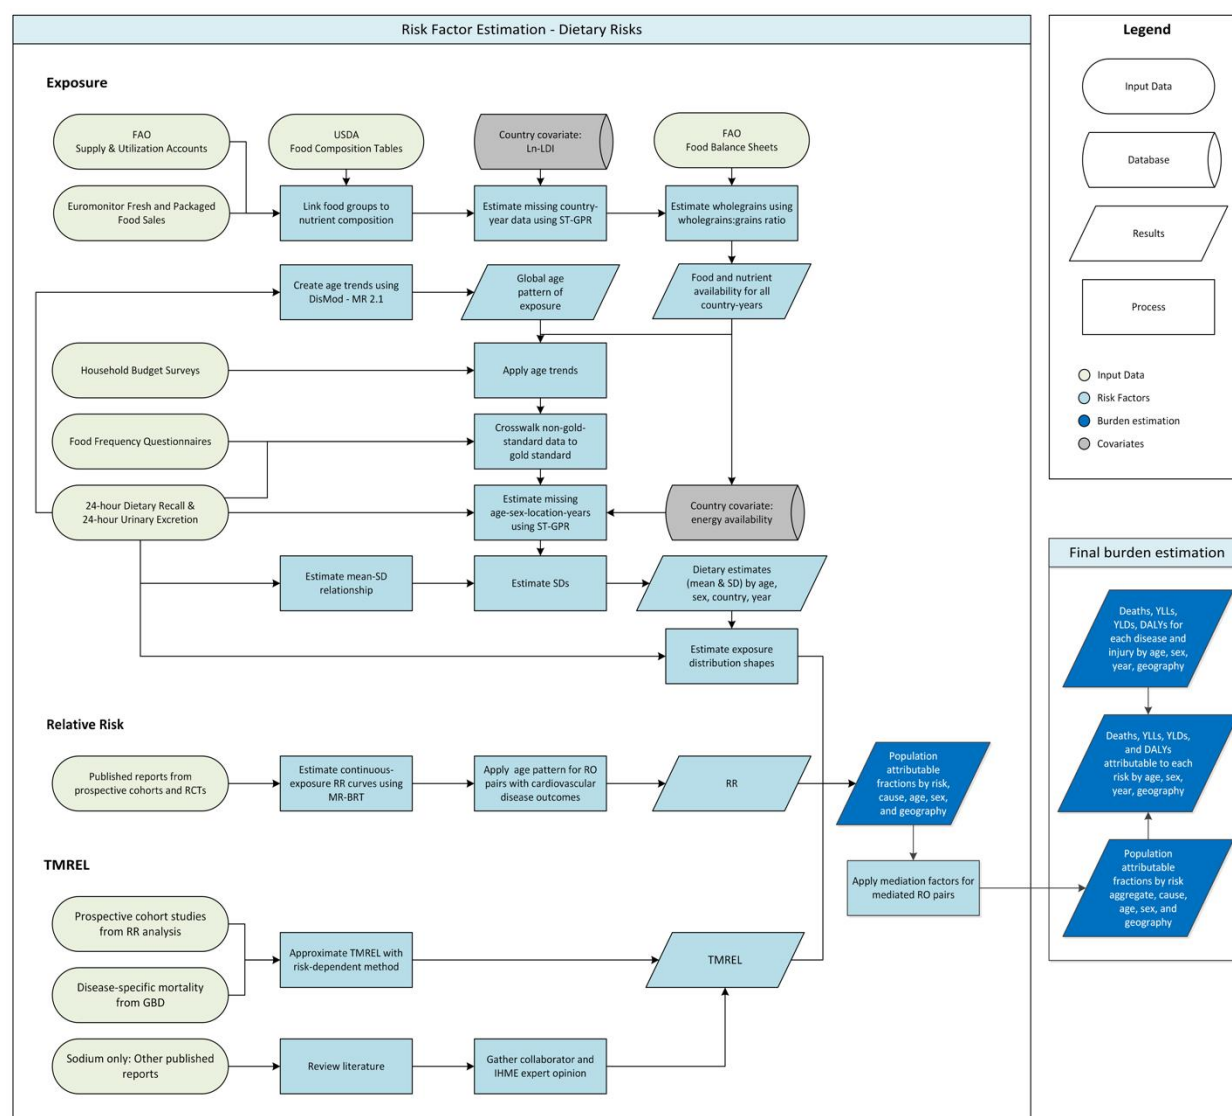 Risk Factor Estimation - Dietary Risks
Exposure
FAO
Supply & Utilization Accounts
USDA
Food Composition Tables
Country covariate:
Ln-LDI
FAO
Food Balance Sheets
Euromonitor Fresh and Packaged
Food Sales
Link food groups to
nutrient composition
Estimate missing country-
year data using ST-GPR
Estimate wholegrains using
wholegrains:grains ratio
Create age trends using
DisMod - MR 2.1
Global age
pattern of
exposure
Food and nutrient
availability for all
country-years
Household Budget Surveys
Apply age trends
Food Frequency Questionnaires
Crosswalk non-gold-
standard data to
gold standard
24-hour Dietary Recall &
24-hour Urinary Excretion
Estimate missing
age-sex-location-years
using ST-GPR
Country covariate:
energy availability
Estimate mean-SD
relationship
Estimate SDs
Dietary estimates
(mean & SD) by age,
sex, country, year
Estimate exposure
distribution shapes
Relative Risk
Published reports from
prospective cohorts and RCTs
Estimate continuous-
exposure RR curves using
MR-BRT
Apply age pattern for RO
pairs with cardiovascular
disease outcomes
RR
Population
attributable
fractions by risk,
cause, age, sex,
and geography
Apply mediation factors for
mediated RO pairs
TMREL
Prospective cohort studies
from RR analysis
Disease-specific mortality
from GBD
Approximate TMREL with
risk-dependent method
TMREL
Sodium only: Other published
reports
Review literature
Gather collaborator and
IHME expert opinion
Legend
Input Data
Database
Results
Process
Input Data
Risk Factors
Burden estimation
Covariates
Final burden estimation
Deaths, YLLs,
YLDs, DALYs for
each disease and
injury by age, sex,
year, geography
Deaths, YLLs, YLDs,
and DALYs
attributable to each
risk by age, sex,
year, geography
Population
attributable
fractions by risk
aggregate, cause,
age, sex, and
geography